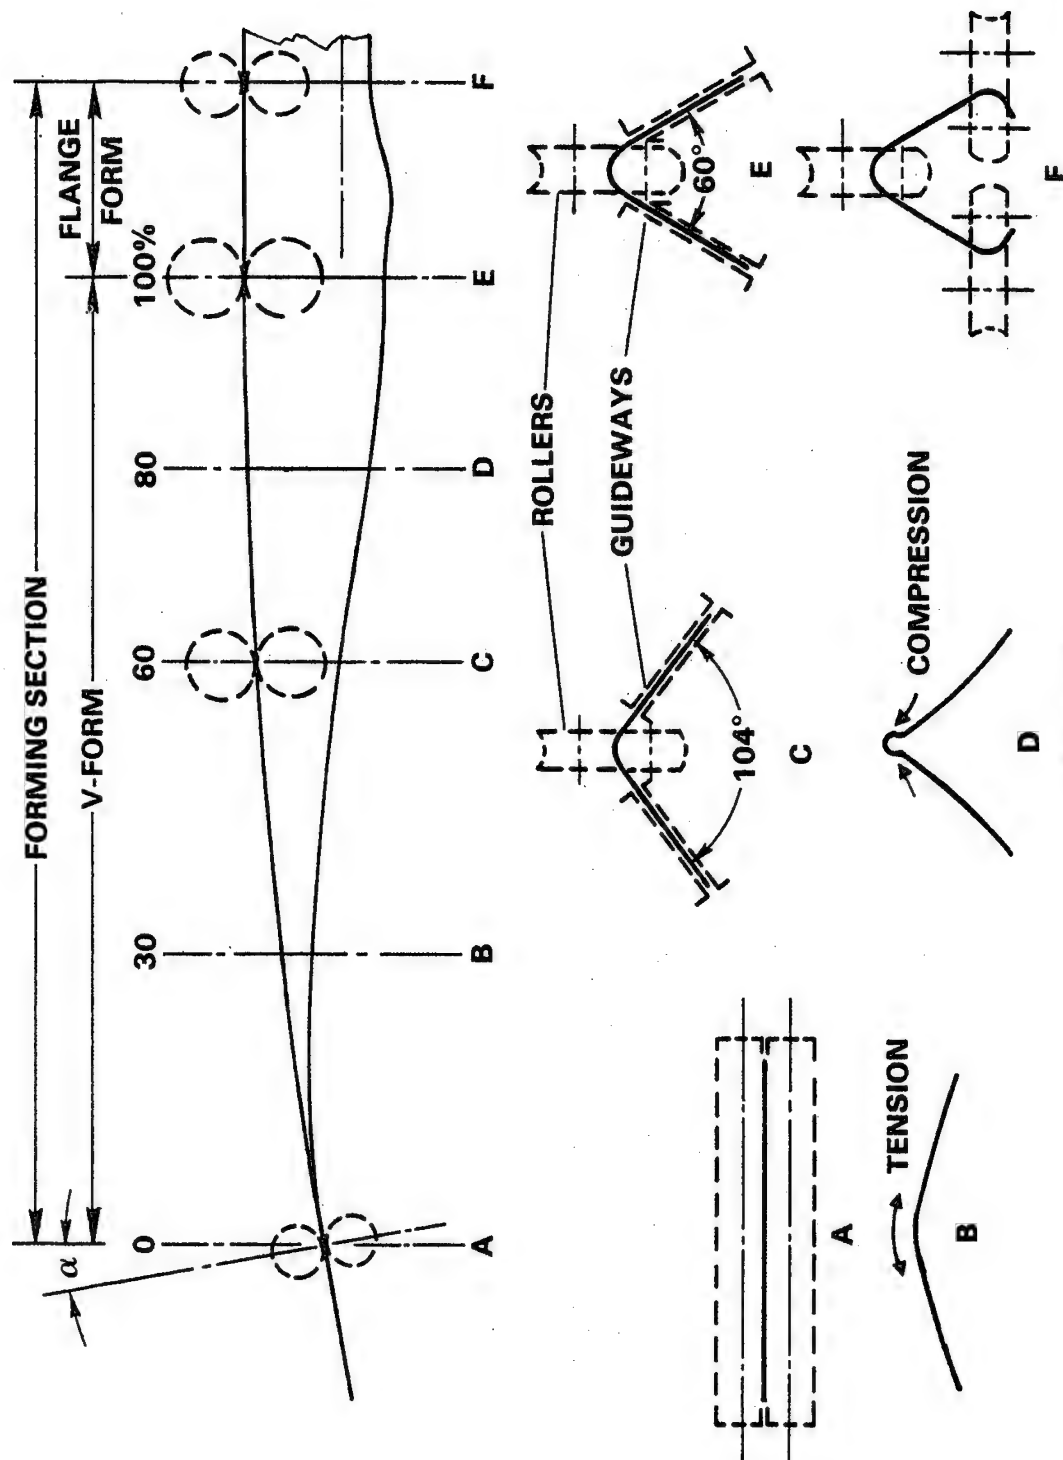 FORMING SECTION
V-FORM
FLANGE
FORM
α
0
30
60
80
100%
A
B
C
D
E
F
ROLLERS
GUIDEWAYS
A
104°
C
60°
E
TENSION
B
COMPRESSION
D
F